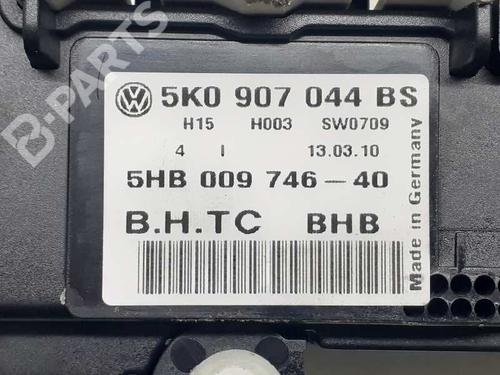 B-PARTS
5K0 907 044 BS
H15 H003 SW0709
4 I 13.03.10
5HB 009 746-40
B.H.TC BHB
Made in Germany